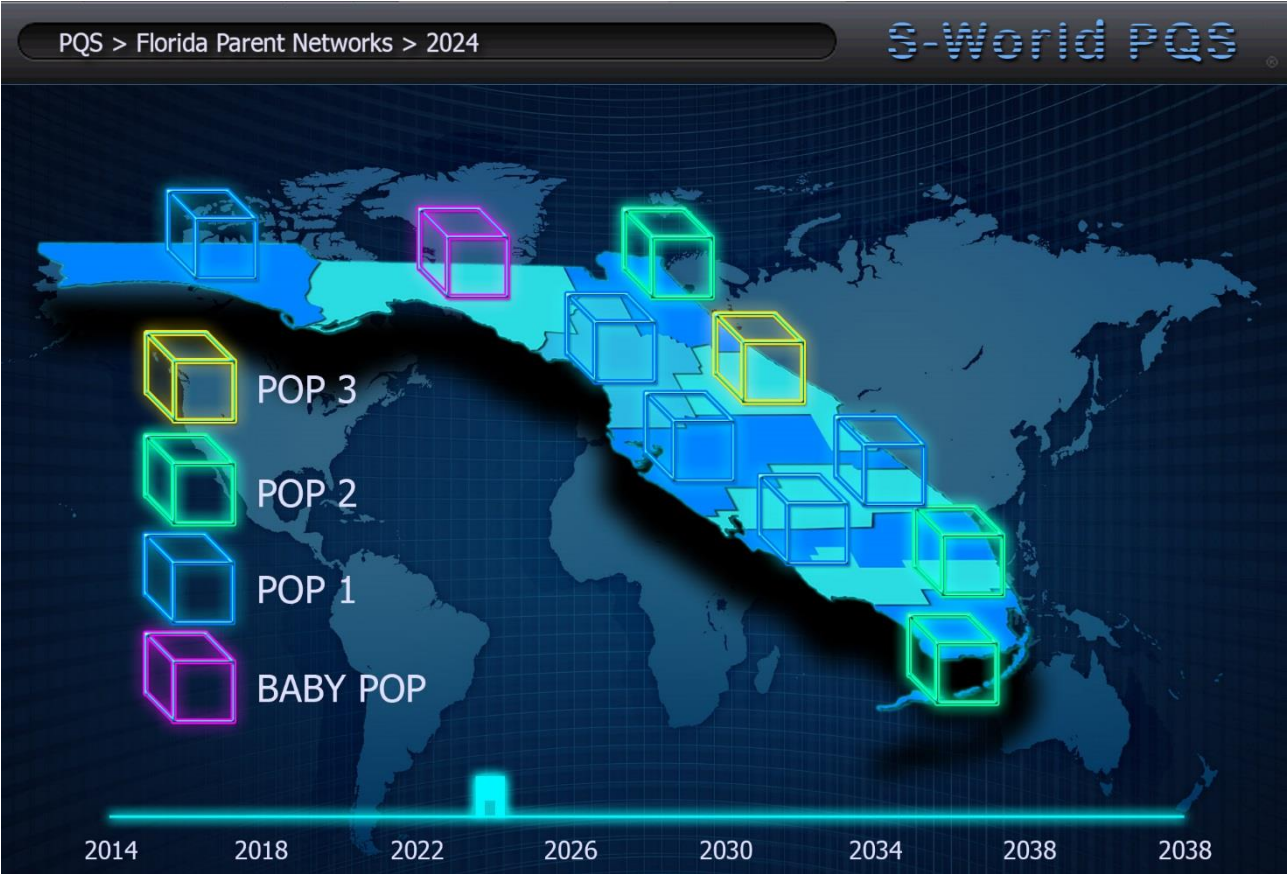 PQS > Florida Parent Networks > 2024
S-World PQS
®
POP 3
POP 2
POP 1
BABY POP
2014 2018 2022 2026 2030 2034 2038 2038